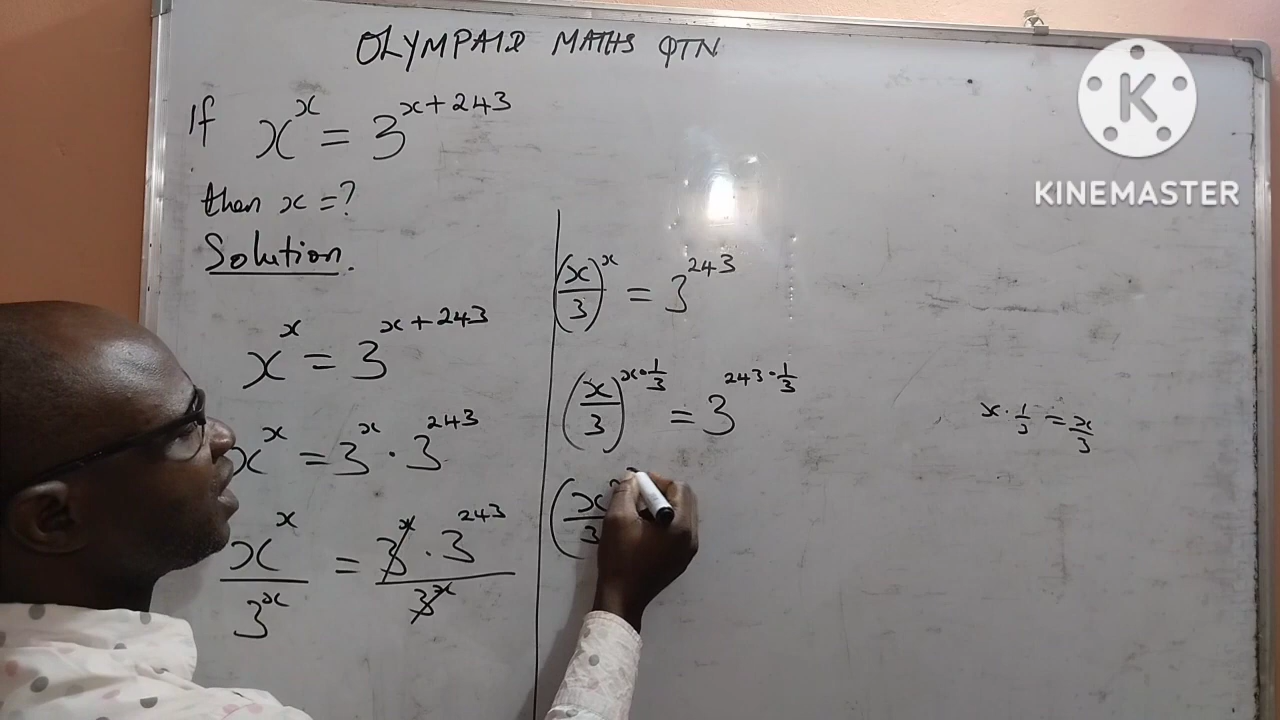 OLYMPAID MATHS QTN
If x^x = 3^(x+243)
then x = ?
Solution.
x^x = 3^(x+243)
x^x = 3^x · 3^243
x^x / 3^x = 3^x · 3^243 / 3^x
(x/3)^x = 3^243
(x/3)^(x·1/3) = 3^(243·1/3)
(x/3
x · 1/3 = x/3
K
KINEMASTER